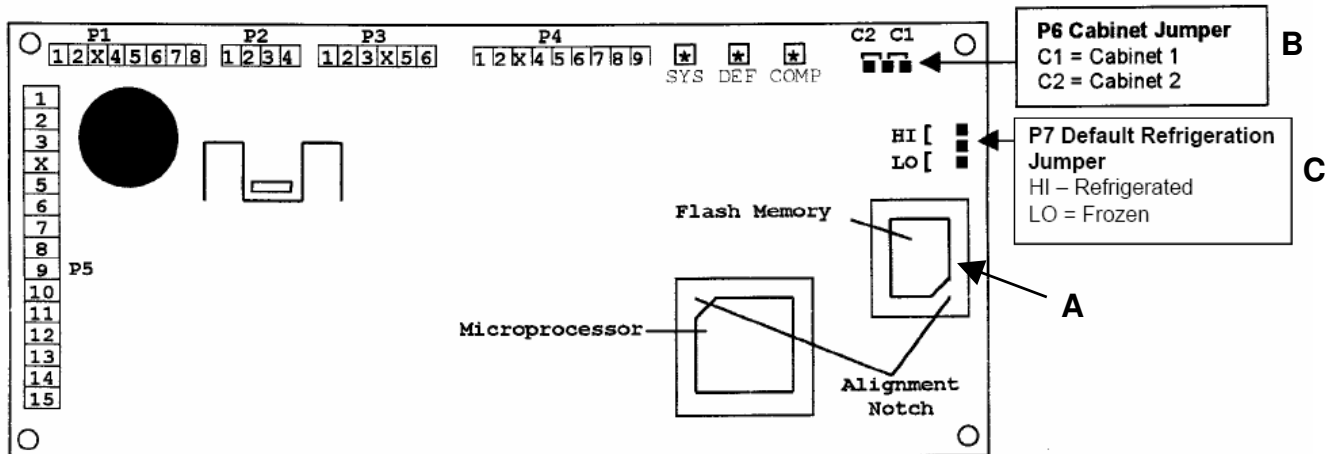 P1 P2 P3 P4
1 2 X 4 5 6 7 8
1 2 3 4
1 2 3 X 5 6
1 2 X 4 5 6 7 8 9
* * *
SYS DEF COMP
C2 C1
P6 Cabinet Jumper
C1 = Cabinet 1
C2 = Cabinet 2
B
HI [
LO [
P7 Default Refrigeration
Jumper
HI – Refrigerated
LO = Frozen
C
1
2
3
X
5
6
7
8
9
10
11
12
13
14
15
P5
Flash Memory
A
Microprocessor
Alignment
Notch